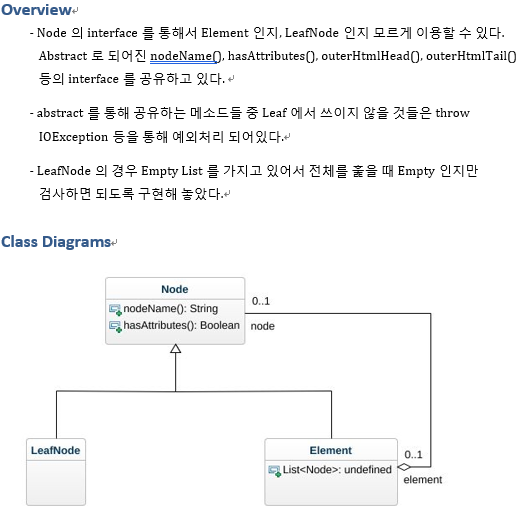 Overview
- Node 의 interface 를 통해서 Element 인지, LeafNode 인지 모르게 이용할 수 있다.
Abstract 로 되어진 nodeName(), hasAttributes(), outerHtmlHead(), outerHtmlTail()
등의 interface 를 공유하고 있다.
- abstract 를 통해 공유하는 메소드들 중 Leaf 에서 쓰이지 않을 것들은 throw
IOException 등을 통해 예외처리 되어있다.
- LeafNode 의 경우 Empty List 를 가지고 있어서 전체를 훑을 때 Empty 인지만
검사하면 되도록 구현해 놓았다.
Class Diagrams
Node
nodeName(): String
hasAttributes(): Boolean
0..1
node
LeafNode
Element
List<Node>: undefined
0..1
element